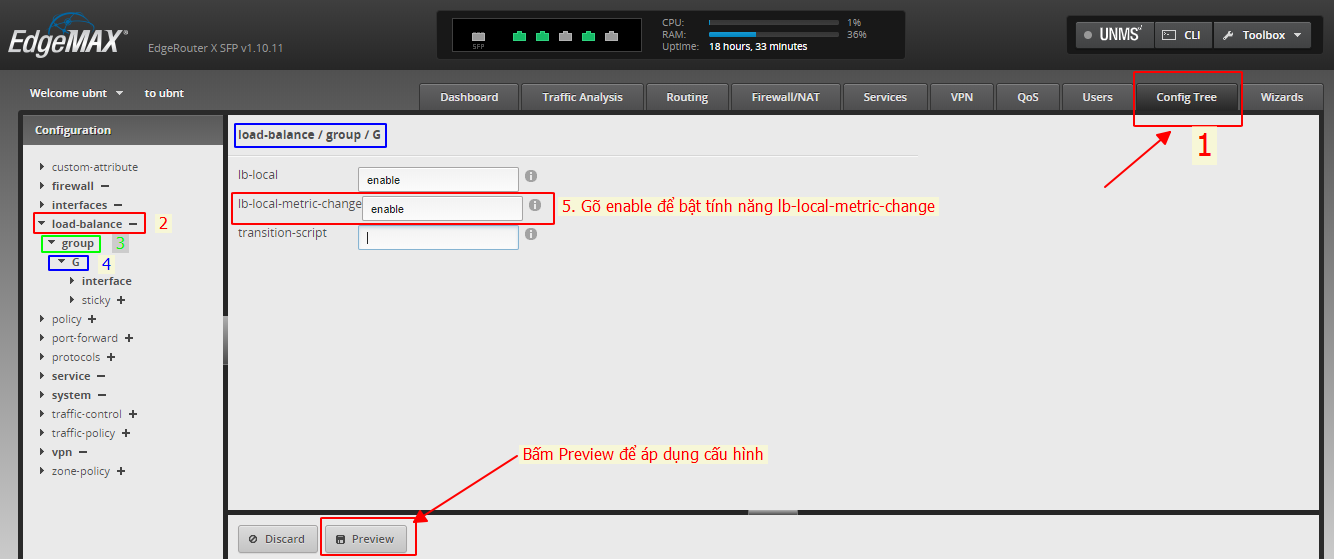 EdgeMAX®
EdgeRouter X SFP v1.10.11
SFP
CPU: 1%
RAM: 36%
Uptime: 18 hours, 33 minutes
UNMS CLI Toolbox
Welcome ubnt to ubnt
Dashboard Traffic Analysis Routing Firewall/NAT Services VPN QoS Users Config Tree Wizards
1
Configuration
custom-attribute
firewall
interfaces
load-balance 2
group 3
G 4
interface
sticky
policy
port-forward
protocols
service
system
traffic-control
traffic-policy
vpn
zone-policy
load-balance / group / G
lb-local enable
lb-local-metric-change enable 5. Gõ enable để bật tính năng lb-local-metric-change
transition-script
Bấm Preview để áp dụng cấu hình
Discard Preview